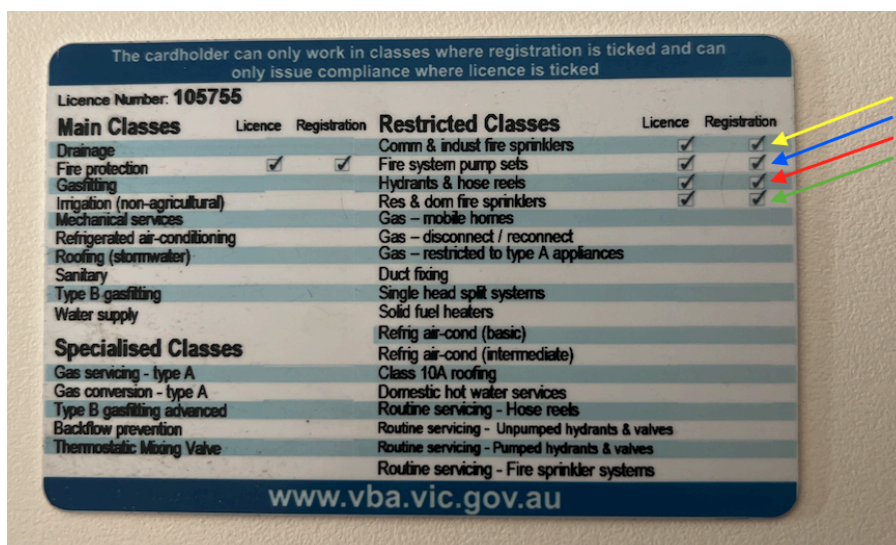 The cardholder can only work in classes where registration is ticked and can
only issue compliance where licence is ticked
Licence Number: 105755
Main Classes Licence Registration
Drainage
Fire protection
Gasfitting
Irrigation (non-agricultural)
Mechanical services
Refrigerated air-conditioning
Roofing (stormwater)
Sanitary
Type B gasfitting
Water supply
Specialised Classes
Gas servicing - type A
Gas conversion - type A
Type B gasfitting advanced
Backflow prevention
Thermostatic Mixing Valve
Restricted Classes Licence Registration
Comm & indust fire sprinklers
Fire system pump sets
Hydrants & hose reels
Res & dom fire sprinklers
Gas – mobile homes
Gas – disconnect / reconnect
Gas – restricted to type A appliances
Duct fixing
Single head split systems
Solid fuel heaters
Refrig air-cond (basic)
Refrig air-cond (intermediate)
Class 10A roofing
Domestic hot water services
Routine servicing - Hose reels
Routine servicing - Unpumped hydrants & valves
Routine servicing - Pumped hydrants & valves
Routine servicing - Fire sprinkler systems
www.vba.vic.gov.au